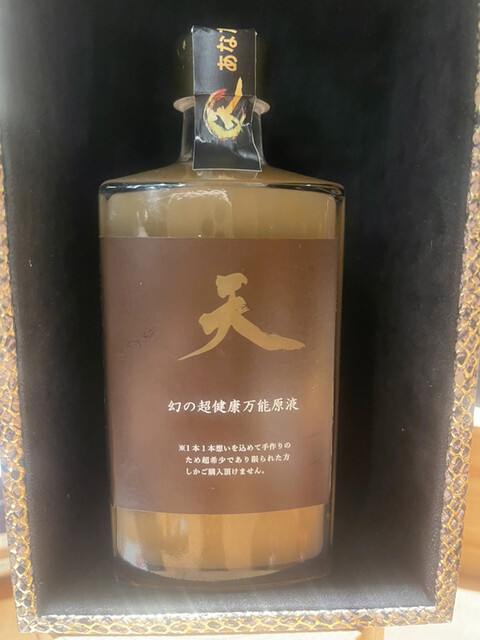 あな
天
幻の超健康万能原液
※1本1本想いを込めて手作りの
ため超希少であり限られた方
しかご購入頂けません。